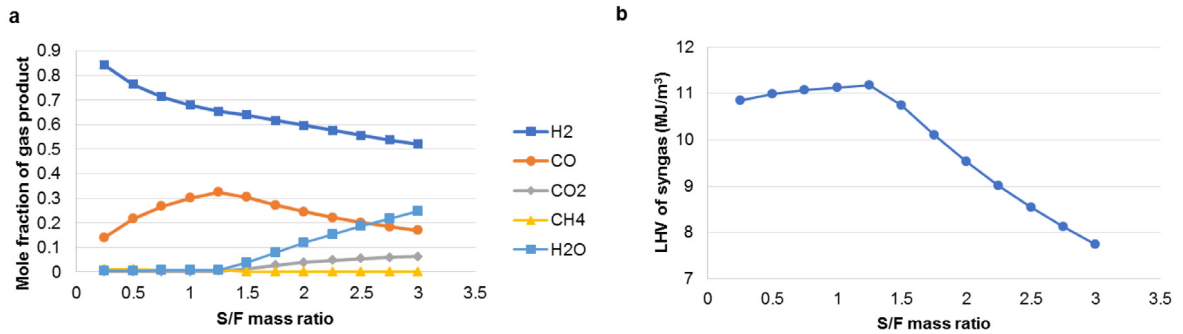 a
Mole fraction of gas product
0.9
0.8
0.7
0.6
0.5
0.4
0.3
0.2
0.1
0
0 0.5 1 1.5 2 2.5 3 3.5
S/F mass ratio
H2
CO
CO2
CH4
H2O
b
LHV of syngas (MJ/m³)
12
11
10
9
8
7
0 0.5 1 1.5 2 2.5 3 3.5
S/F mass ratio